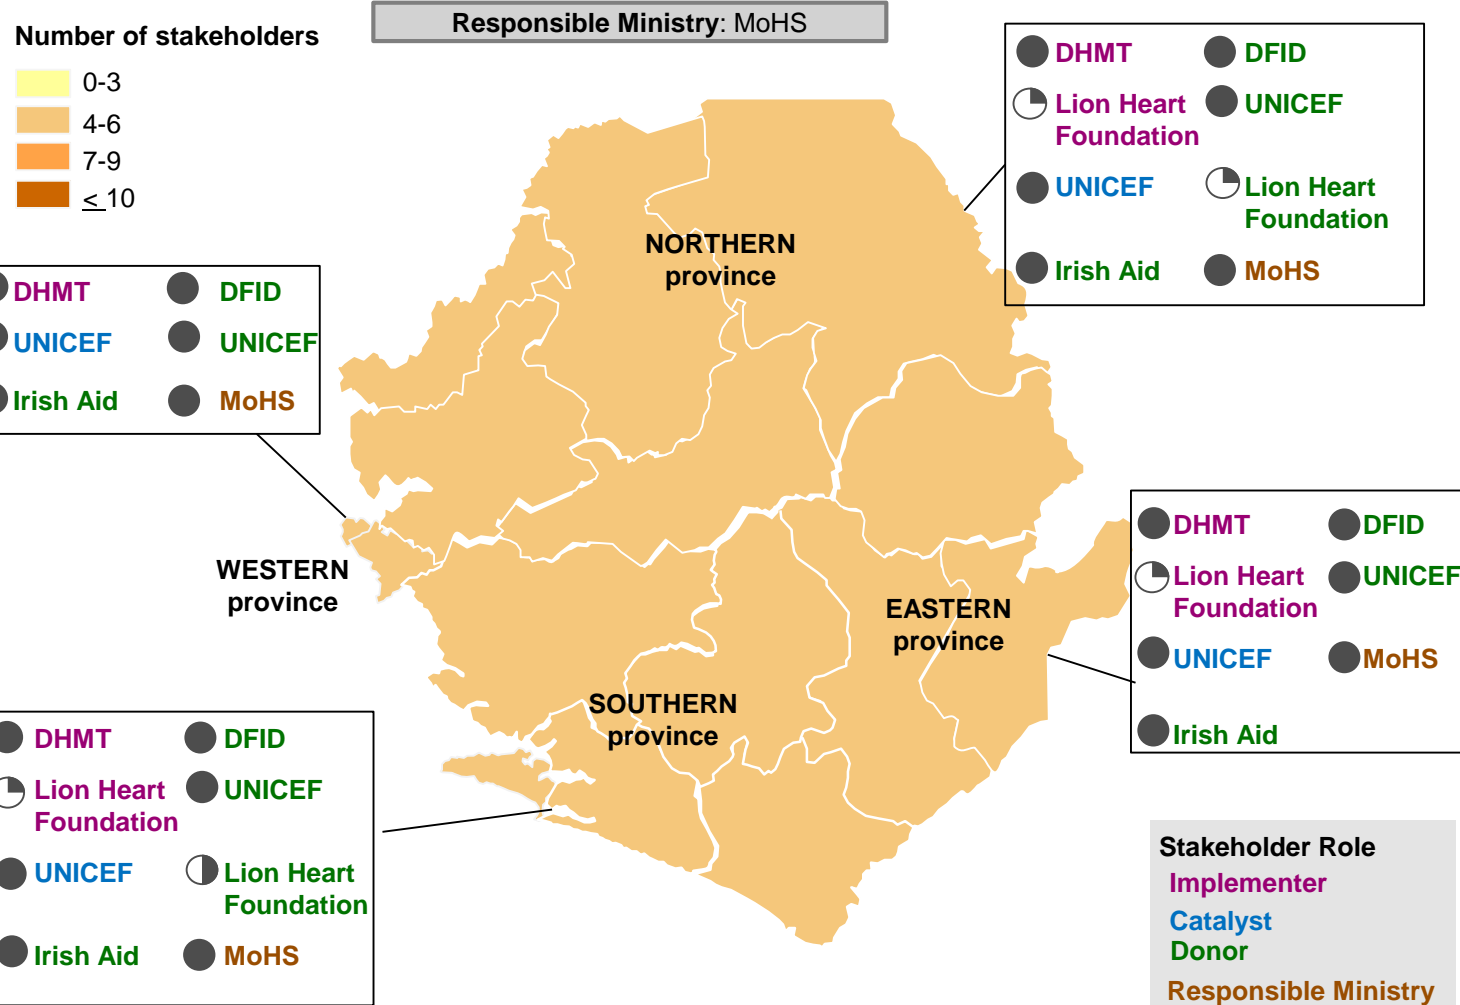 Responsible Ministry: MoHS
Number of stakeholders
0-3
4-6
7-9
< 10
DHMT DFID
Lion Heart UNICEF
Foundation
UNICEF Lion Heart
Foundation
Irish Aid MoHS
NORTHERN
province
DHMT DFID
UNICEF UNICEF
Irish Aid MoHS
WESTERN
province
DHMT DFID
Lion Heart UNICEF
Foundation
UNICEF MoHS
Irish Aid
EASTERN
province
SOUTHERN
province
DHMT DFID
Lion Heart UNICEF
Foundation
UNICEF Lion Heart
Foundation
Irish Aid MoHS
Stakeholder Role
Implementer
Catalyst
Donor
Responsible Ministry